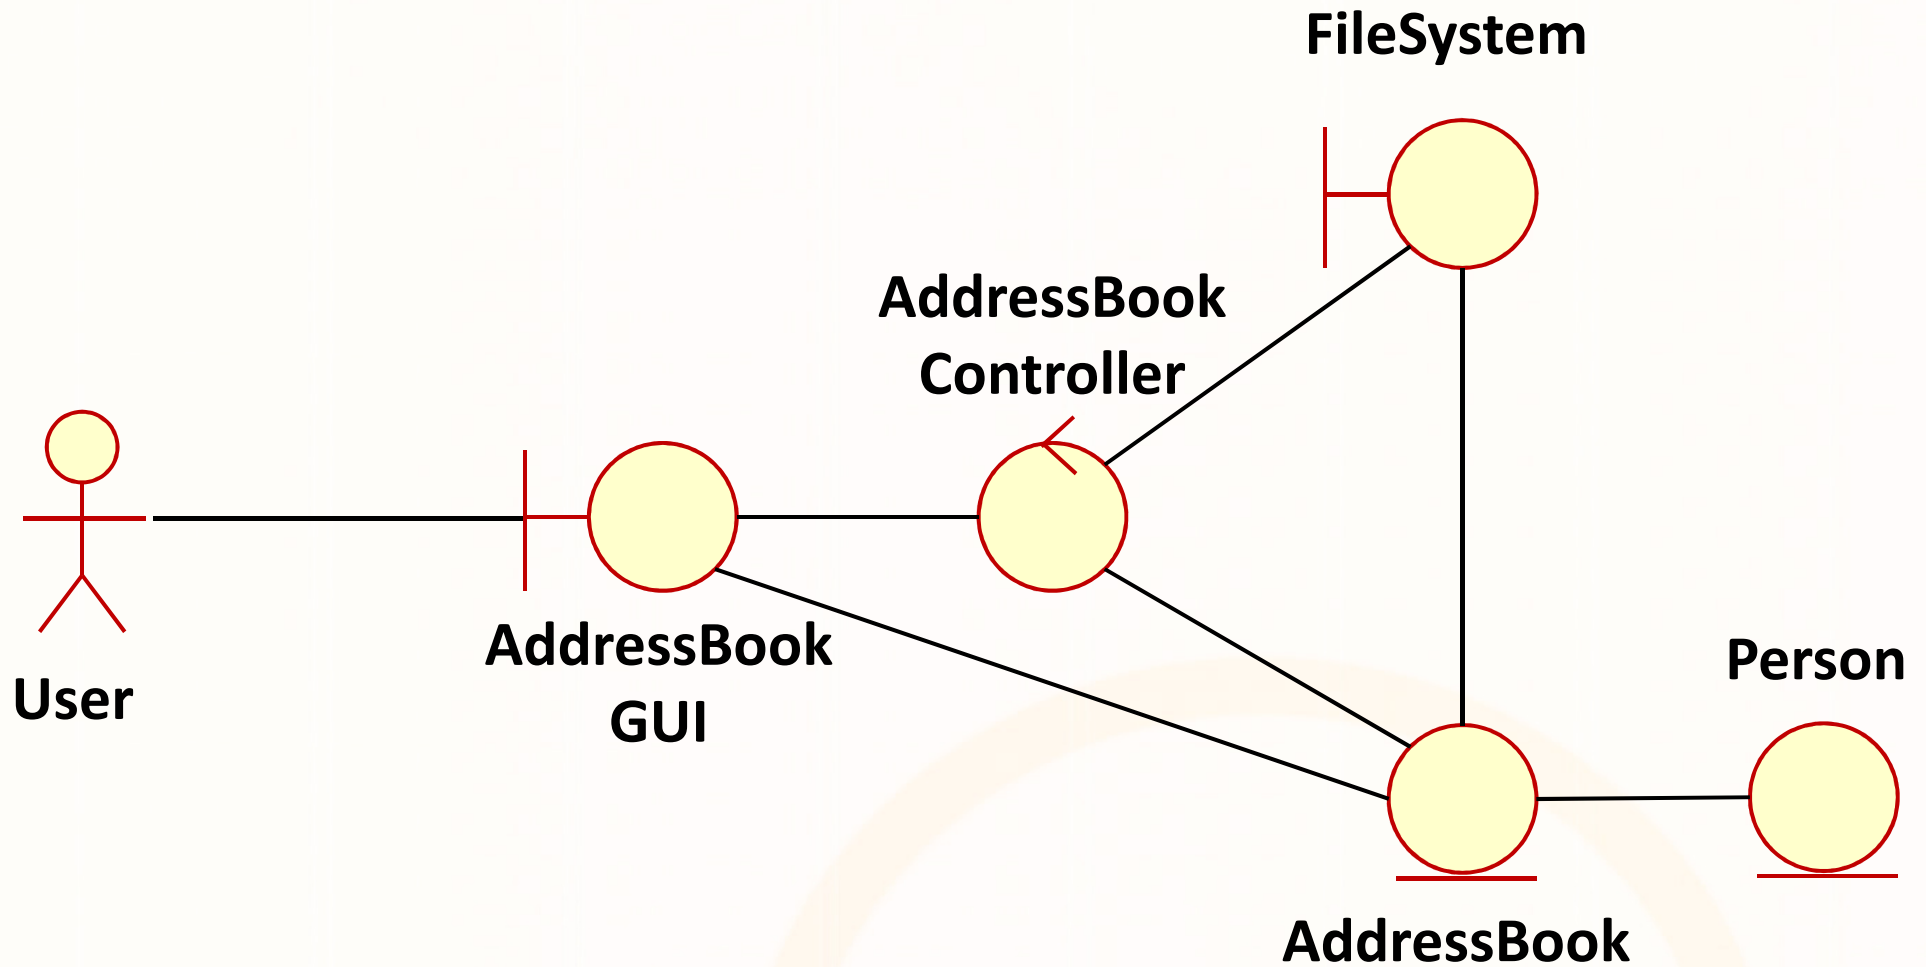 FileSystem
AddressBook
Controller
User
AddressBook
GUI
Person
AddressBook